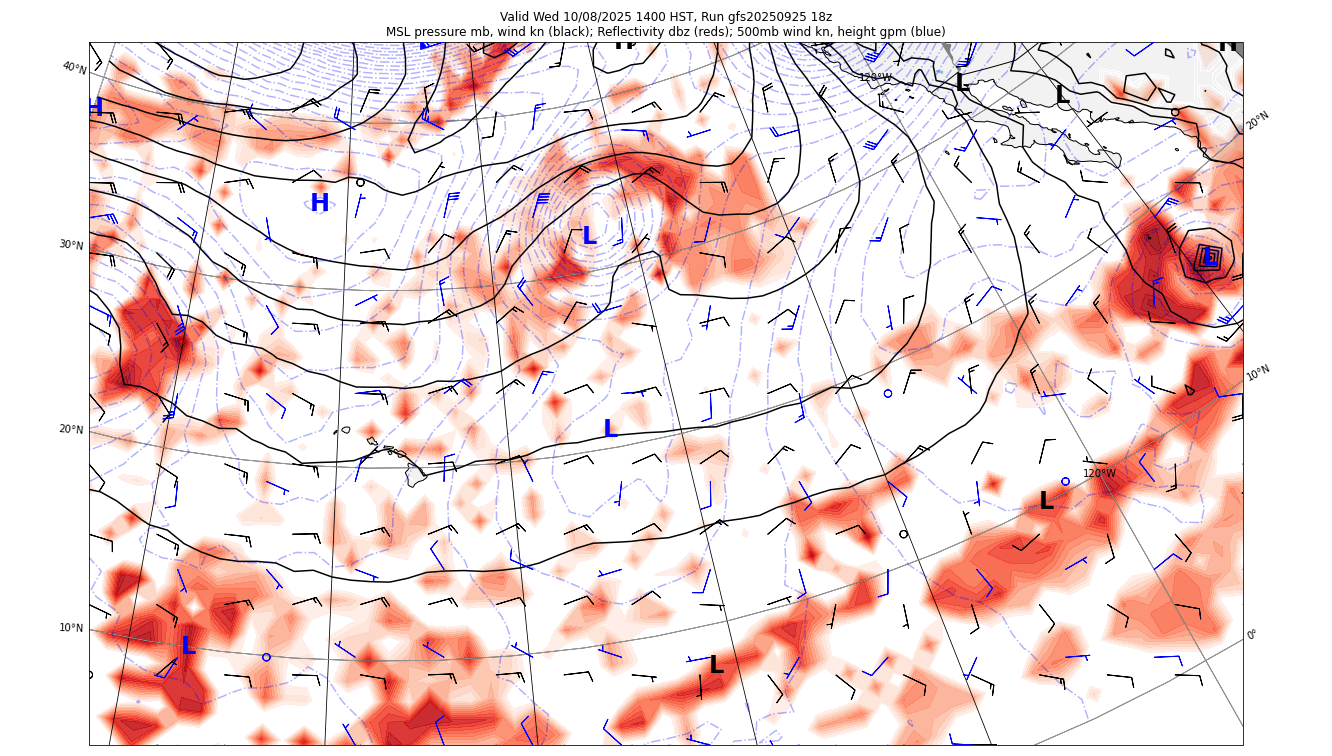 Valid Wed 10/08/2025 1400 HST, Run gfs20250925 18z
MSL pressure mb, wind kn (black); Reflectivity dbz (reds); 500mb wind kn, height gpm (blue)
H
H
40°N
120°W
L
L
H
20°N
H
L
30°N
L
10°N
L
20°N
120°W
L
10°N
0°
L
L